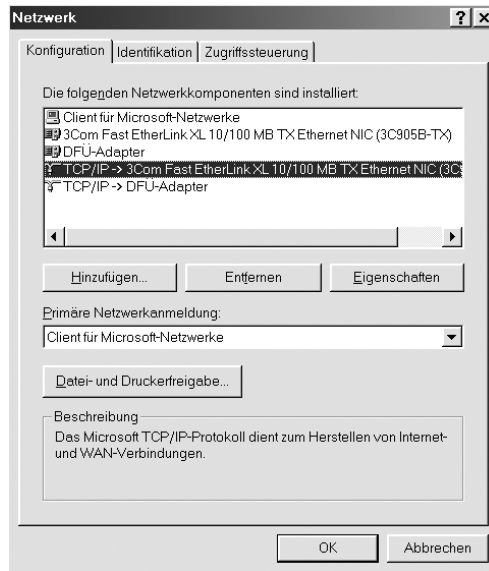 Netzwerk
Konfiguration Identifikation Zugriffssteuerung
Die folgenden Netzwerkkomponenten sind installiert:
Client für Microsoft-Netzwerke
3Com Fast EtherLink XL 10/100 MB TX Ethernet NIC (3C905B-TX)
DFÜ-Adapter
TCP/IP -> 3Com Fast EtherLink XL 10/100 MB TX Ethernet NIC (3C9
TCP/IP -> DFÜ-Adapter
Hinzufügen... Entfernen Eigenschaften
Primäre Netzwerkanmeldung:
Client für Microsoft-Netzwerke
Datei- und Druckerfreigabe...
Beschreibung
Das Microsoft TCP/IP-Protokoll dient zum Herstellen von Internet-
und WAN-Verbindungen.
OK Abbrechen